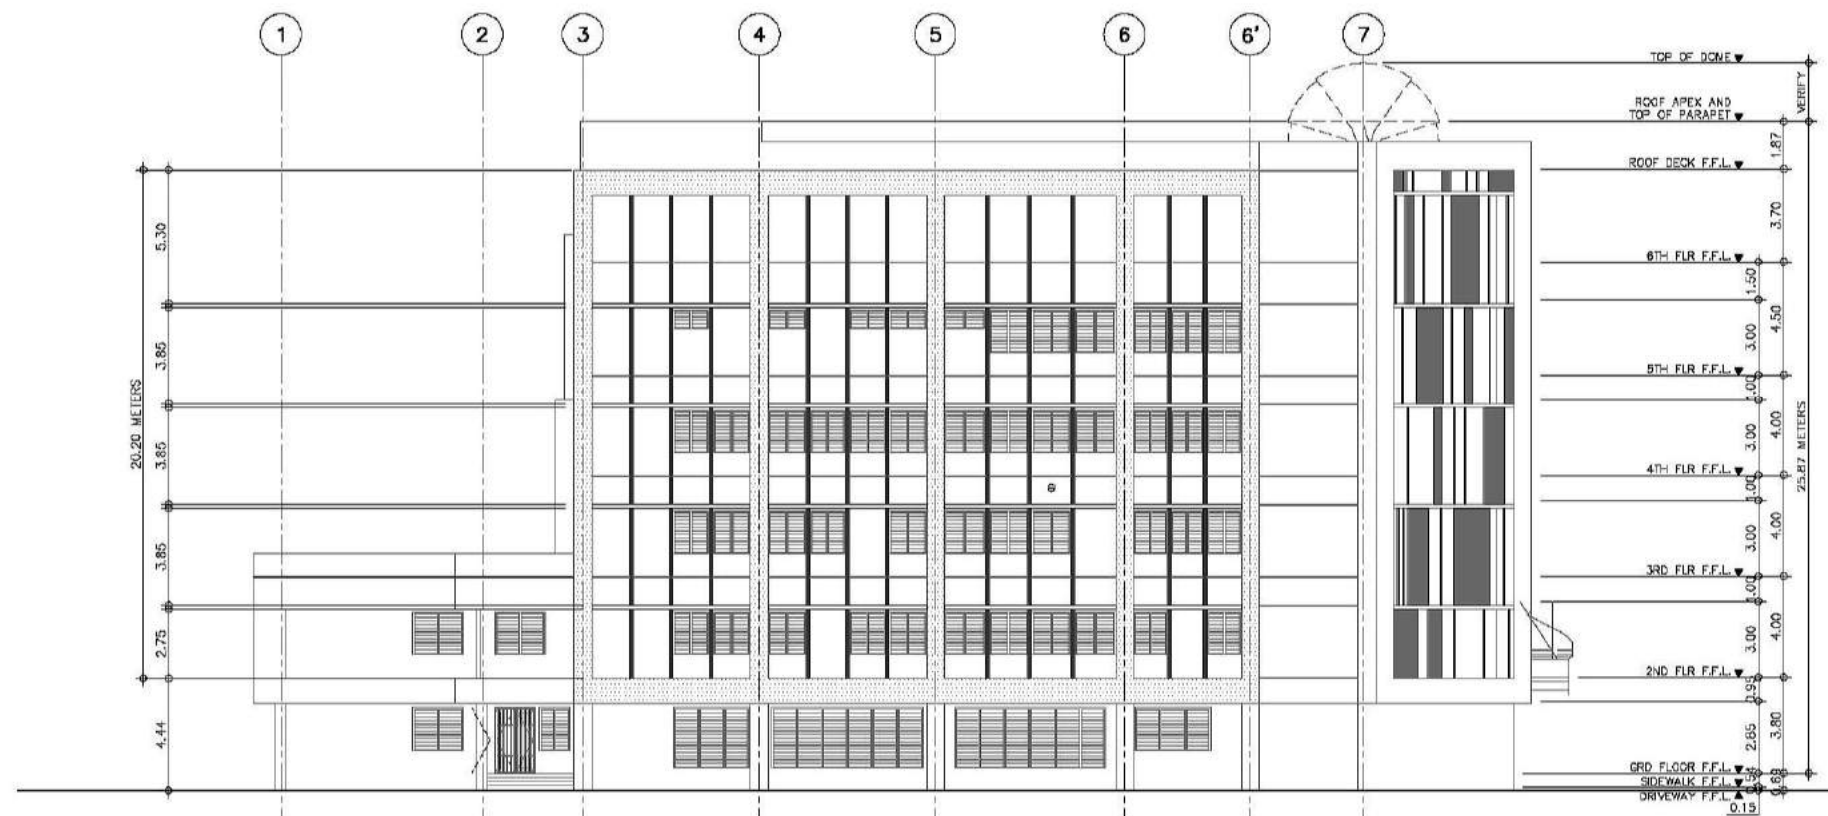 1
2
3
4
5
6
6'
7
TOP OF DOME
VERIFY
ROOF APEX AND
TOP OF PARAPET
1.87
ROOF DECK F.F.L.
3.70
6TH FLR F.F.L.
1.50
4.50
3.00
5TH FLR F.F.L.
1.00
4.00
3.00
4TH FLR F.F.L.
1.00
4.00
3.00
3RD FLR F.F.L.
1.00
4.00
3.00
2ND FLR F.F.L.
0.95
3.80
2.85
GRD FLOOR F.F.L.
0.54
0.69
SIDEWALK F.F.L.
DRIVEWAY F.F.L.
0.15
25.87 METERS
20.20 METERS
5.30
3.85
3.85
3.85
2.75
4.44